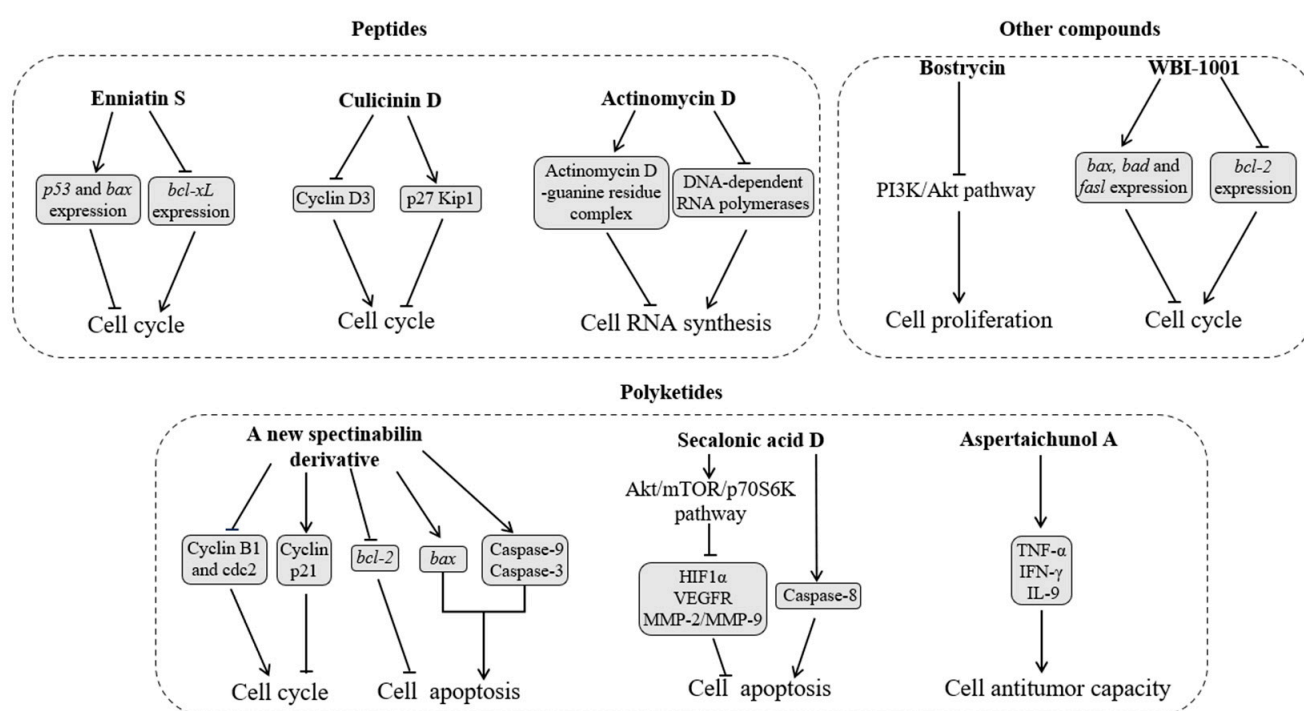 Peptides
Other compounds
Enniatin S
Culicinin D
Actinomycin D
Bostrycin
WBI-1001
p53 and bax
expression
bcl-xL
expression
Cyclin D3
p27 Kip1
Actinomycin D
-guanine residue
complex
DNA-dependent
RNA polymerases
PI3K/Akt pathway
bax, bad and
fasl expression
bcl-2
expression
Cell cycle
Cell cycle
Cell RNA synthesis
Cell proliferation
Cell cycle
Polyketides
A new spectinabilin
derivative
Secalonic acid D
Aspertaichunol A
Akt/mTOR/p70S6K
pathway
Cyclin B1
and cdc2
Cyclin
p21
bcl-2
bax
Caspase-9
Caspase-3
HIF1α
VEGFR
MMP-2/MMP-9
Caspase-8
TNF-α
IFN-γ
IL-9
Cell cycle
Cell apoptosis
Cell apoptosis
Cell antitumor capacity